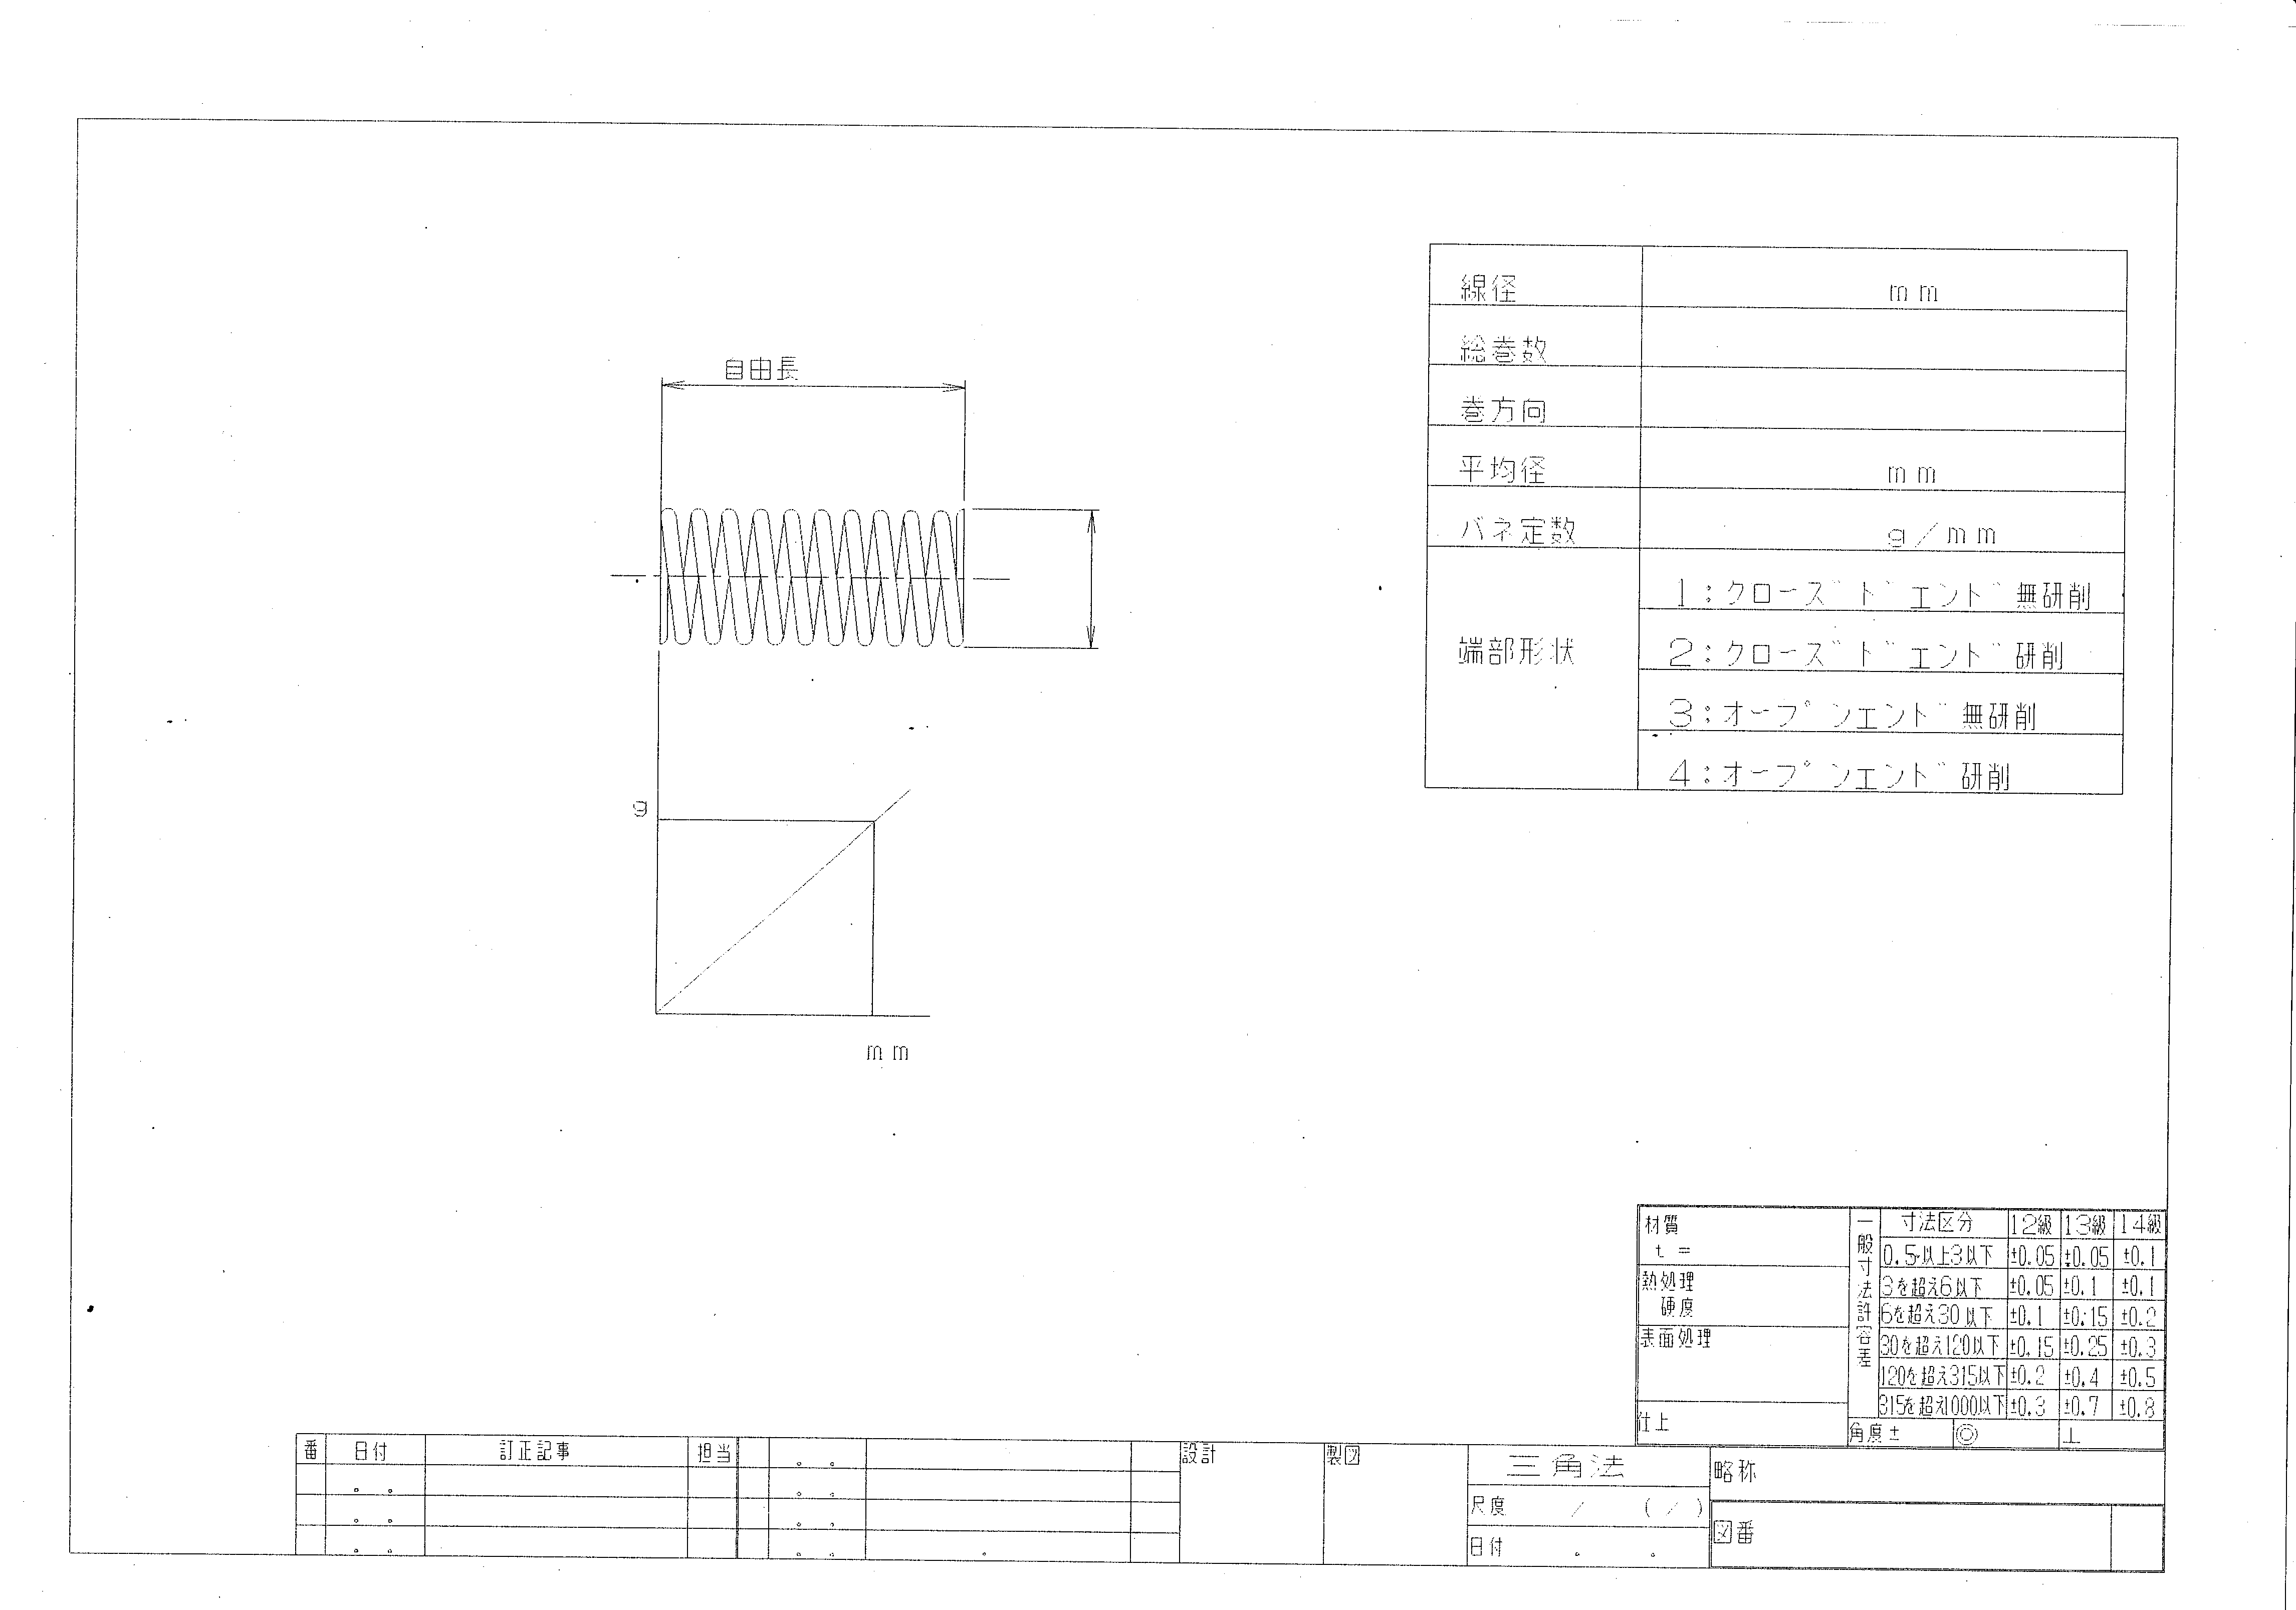 自由長
g
mm
線径 mm
総巻数
巻方向
平均径 mm
バネ定数 g/mm
端部形状
1:クローズドエンド無研削
2:クローズドエンド研削
3:オープンエンド無研削
4:オープンエンド研削
材質
t =
熱処理
硬度
表面処理
仕上
一般寸法許容差
寸法区分 12級 13級 14級
0.5以上3以下 ±0.05 ±0.05 ±0.1
3を超え6以下 ±0.05 ±0.1 ±0.1
6を超え30以下 ±0.1 ±0.15 ±0.2
30を超え120以下 ±0.15 ±0.25 ±0.3
120を超え315以下 ±0.2 ±0.4 ±0.5
315を超え1000以下 ±0.3 ±0.7 ±0.8
角度± ◎ ⊥
番 日付 訂正記事 担当
設計
製図
三角法
尺度 / ( / )
日付 . .
略称
図番